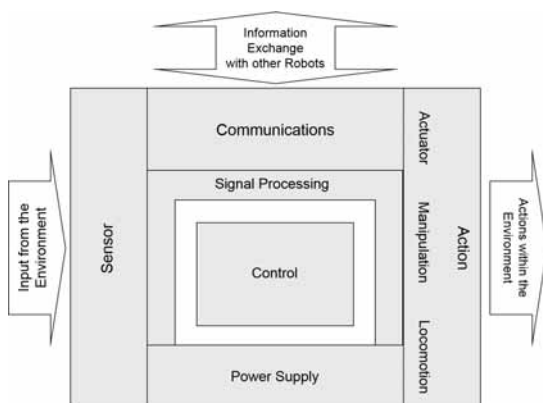 Information
Exchange
with other Robots
Communications
Actuator
Signal Processing
Input from the
Environment
Sensor
Control
Manipulation
Action
Actions within the
Environment
Locomotion
Power Supply